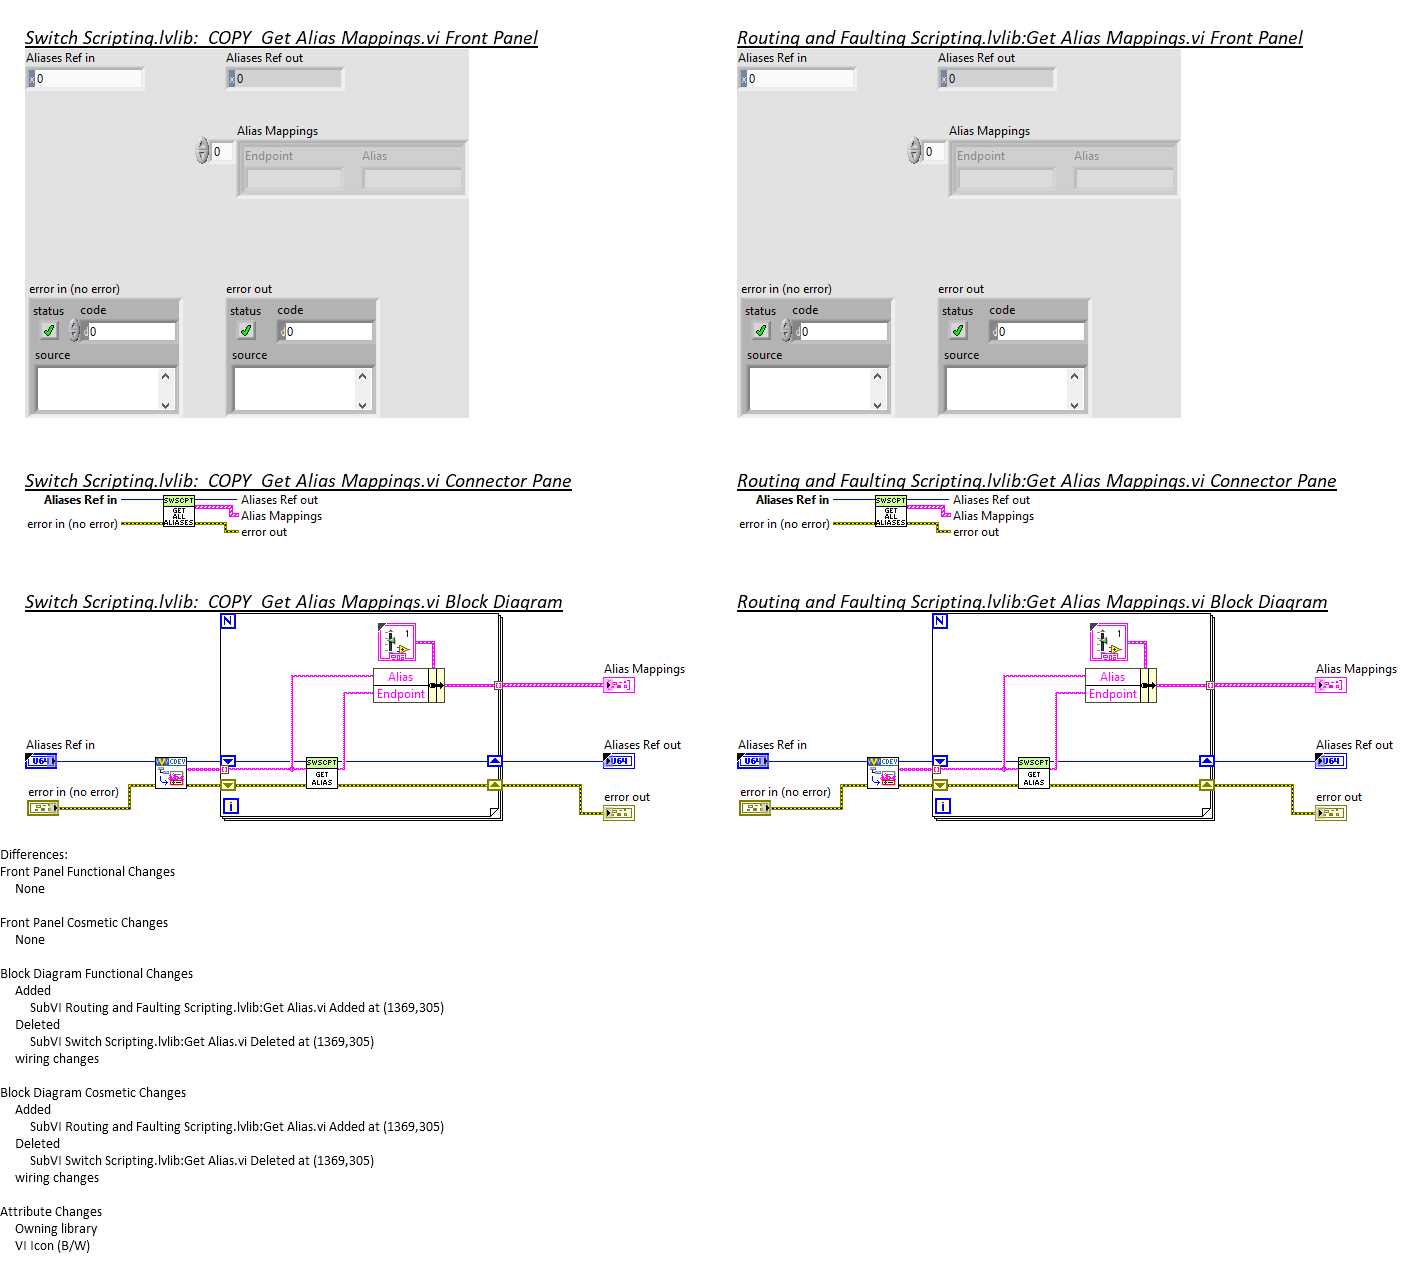 Switch Scripting.lvlib:  COPY  Get Alias Mappings.vi Front Panel
Aliases Ref in
Aliases Ref out
x 0
x 0
Alias Mappings
0
Endpoint
Alias
error in (no error)
error out
status
code
status
code
d 0
d 0
source
source
Routing and Faulting Scripting.lvlib:Get Alias Mappings.vi Front Panel
Aliases Ref in
Aliases Ref out
x 0
x 0
Alias Mappings
0
Endpoint
Alias
error in (no error)
error out
status
code
status
code
d 0
d 0
source
source
Switch Scripting.lvlib:  COPY  Get Alias Mappings.vi Connector Pane
Aliases Ref in
SWSCPT
Aliases Ref out
GET
ALL
ALIASES
Alias Mappings
error in (no error)
error out
Routing and Faulting Scripting.lvlib:Get Alias Mappings.vi Connector Pane
Aliases Ref in
SWSCPT
Aliases Ref out
GET
ALL
ALIASES
Alias Mappings
error in (no error)
error out
Switch Scripting.lvlib:  COPY  Get Alias Mappings.vi Block Diagram
N
1
Alias
Endpoint
Alias Mappings
Aliases Ref in
U64
CDEV
SWSCPT
GET
ALIAS
Aliases Ref out
U64
error in (no error)
i
error out
Routing and Faulting Scripting.lvlib:Get Alias Mappings.vi Block Diagram
N
1
Alias
Endpoint
Alias Mappings
Aliases Ref in
U64
CDEV
SWSCPT
GET
ALIAS
Aliases Ref out
U64
error in (no error)
i
error out
Differences:
Front Panel Functional Changes
None
Front Panel Cosmetic Changes
None
Block Diagram Functional Changes
Added
SubVI Routing and Faulting Scripting.lvlib:Get Alias.vi Added at (1369,305)
Deleted
SubVI Switch Scripting.lvlib:Get Alias.vi Deleted at (1369,305)
wiring changes
Block Diagram Cosmetic Changes
Added
SubVI Routing and Faulting Scripting.lvlib:Get Alias.vi Added at (1369,305)
Deleted
SubVI Switch Scripting.lvlib:Get Alias.vi Deleted at (1369,305)
wiring changes
Attribute Changes
Owning library
VI Icon (B/W)